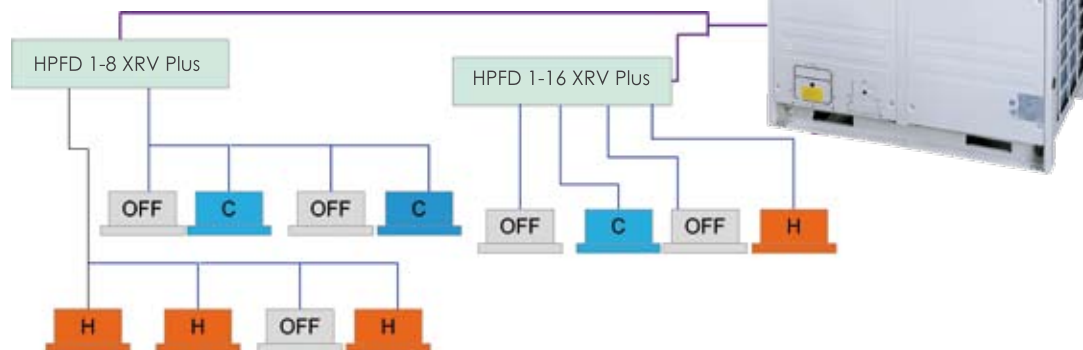 HPFD 1-8 XRV Plus
HPFD 1-16 XRV Plus
OFF C OFF C
OFF C OFF H
H H OFF H